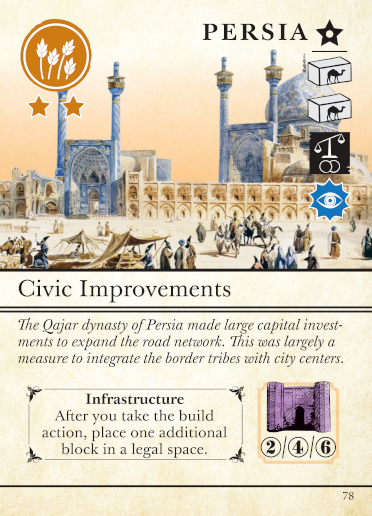 PERSIA
Civic Improvements
The Qajar dynasty of Persia made large capital invest-
ments to expand the road network. This was largely a
measure to integrate the border tribes with city centers.
Infrastructure
After you take the build
action, place one additional
block in a legal space.
2/4/6
78